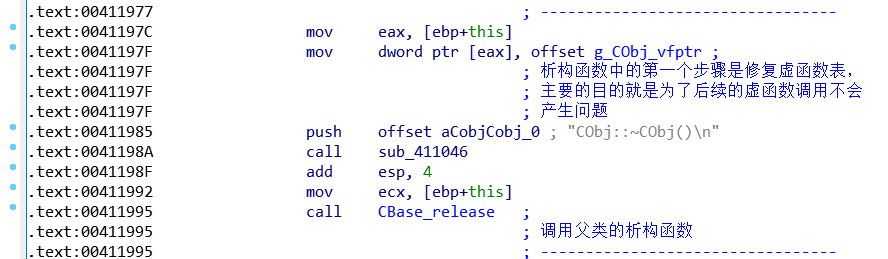 .text:00411977 ; ---------------------------------
.text:0041197C mov eax, [ebp+this]
.text:0041197F mov dword ptr [eax], offset g_CObj_vfptr ;
.text:0041197F ; 析构函数中的第一个步骤是修复虚函数表，
.text:0041197F ; 主要的目的就是为了后续的虚函数调用不会
.text:0041197F ; 产生问题
.text:00411985 push offset aCobjCobj_0 ; "CObj::~CObj()\n"
.text:0041198A call sub_411046
.text:0041198F add esp, 4
.text:00411992 mov ecx, [ebp+this]
.text:00411995 call CBase_release ;
.text:00411995 ; 调用父类的析构函数
.text:00411995 ; ---------------------------------